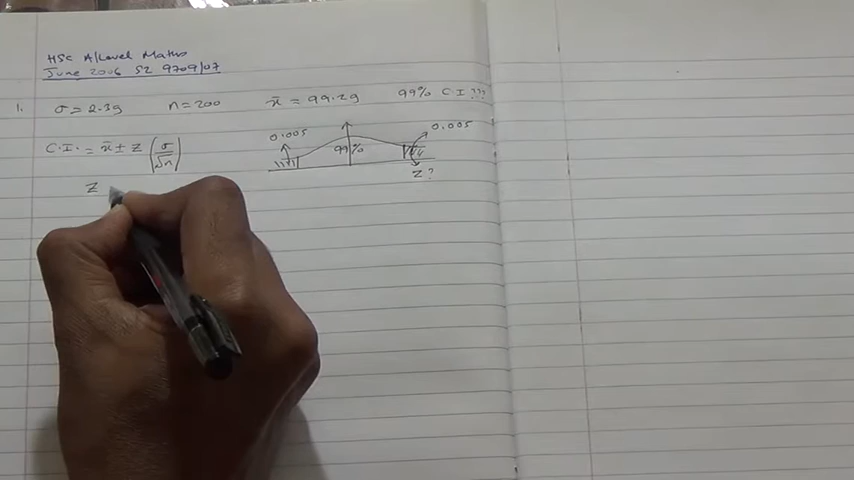 HSC A/Level Maths
June 2006 S2 9709/07
1. σ = 2.3g n = 200 x̄ = 99.2g 99% C.I ???
0.005 0.005
C.I. = x̄ ± z (σ/√n) 99%
z z?